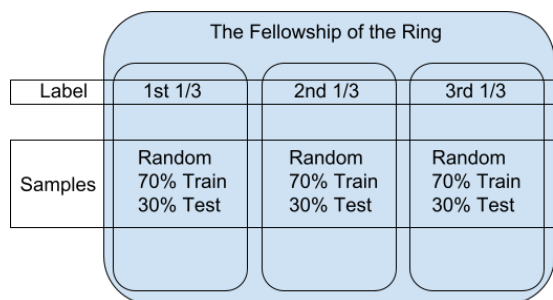 The Fellowship of the Ring
Label 1st 1/3 2nd 1/3 3rd 1/3
Samples
Random Random Random
70% Train 70% Train 70% Train
30% Test 30% Test 30% Test